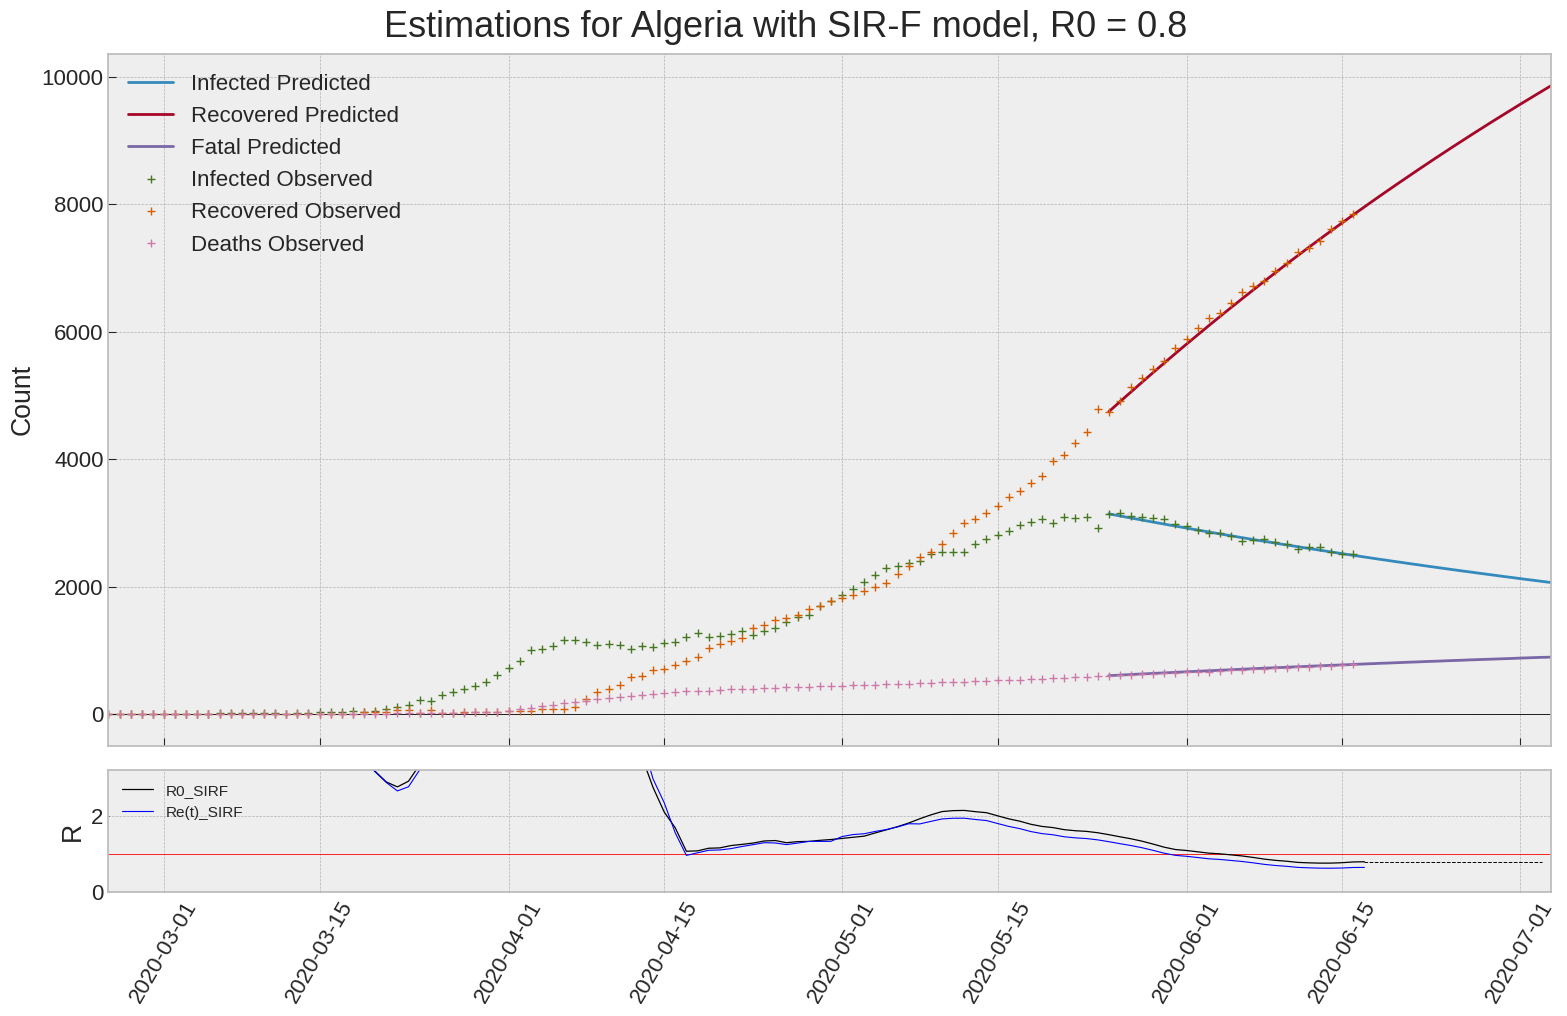 Estimations for Algeria with SIR-F model, R0 = 0.8
Count
10000
8000
6000
4000
2000
0
Infected Predicted
Recovered Predicted
Fatal Predicted
Infected Observed
Recovered Observed
Deaths Observed
R
2
0
R0_SIRF
Re(t)_SIRF
2020-03-01
2020-03-15
2020-04-01
2020-04-15
2020-05-01
2020-05-15
2020-06-01
2020-06-15
2020-07-01